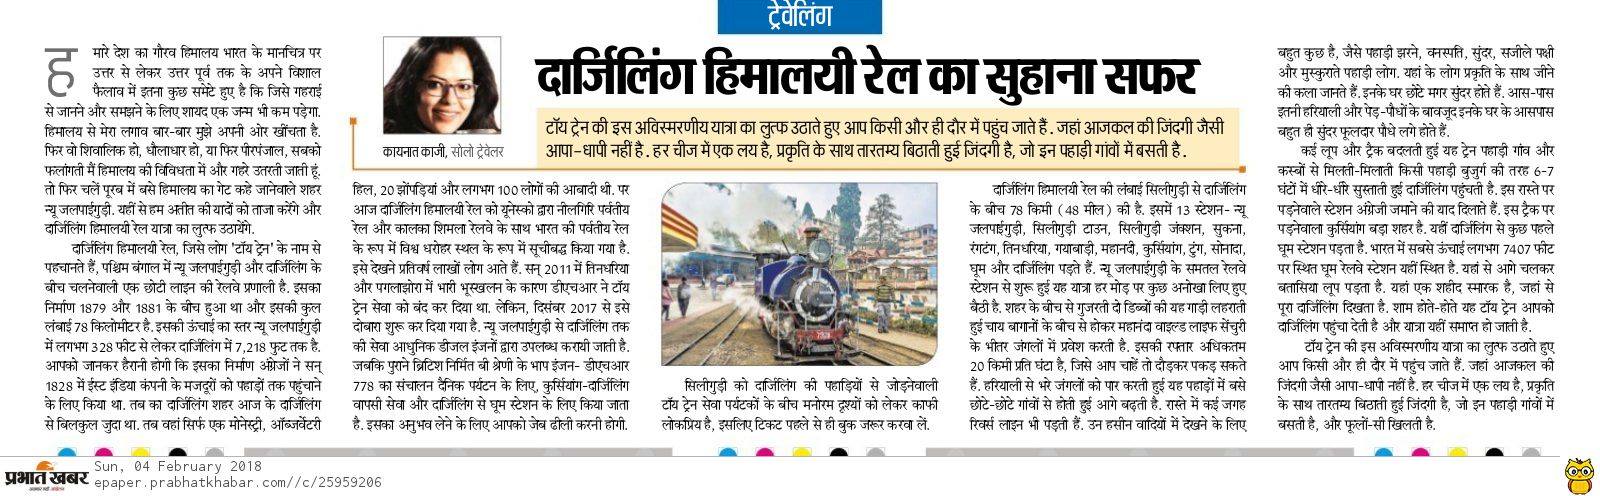 ट्रेवेलिंग
दार्जिलिंग हिमालयी रेल का सुहाना सफर
टॉय ट्रेन की इस अविस्मरणीय यात्रा का लुत्फ उठाते हुए आप किसी और ही दौर में पहुंच जाते हैं. जहां आजकल की जिंदगी जैसी
आपा-धापी नहीं है. हर चीज में एक लय है, प्रकृति के साथ तारतम्य बिठाती हुई जिंदगी है, जो इन पहाड़ी गांवों में बसती है.
कायनात काजी, सोलो ट्रेवेलर
हमारे देश का गौरव हिमालय भारत के मानचित्र पर
उत्तर से लेकर उत्तर पूर्व तक के अपने विशाल
फैलाव में इतना कुछ समेटे हुए है कि जिसे गहराई
से जानने और समझने के लिए शायद एक जन्म भी कम पड़ेगा.
हिमालय से मेरा लगाव बार-बार मुझे अपनी ओर खींचता है.
फिर वो शिवालिक हो, धौलाधार हो, या फिर पीरपंजाल, सबको
फलांगती मैं हिमालय की विविधता में और गहरे उतरती जाती हूं.
तो फिर चलें पूरब में बसे हिमालय का गेट कहे जानेवाले शहर
न्यू जलपाईगुड़ी. यहीं से हम अतीत की यादों को ताजा करेंगे और
दार्जिलिंग हिमालयी रेल यात्रा का लुत्फ उठायेंगे.
दार्जिलिंग हिमालयी रेल, जिसे लोग 'टॉय ट्रेन' के नाम से
पहचानते हैं, पश्चिम बंगाल में न्यू जलपाईगुड़ी और दार्जिलिंग के
बीच चलनेवाली एक छोटी लाइन की रेलवे प्रणाली है. इसका
निर्माण 1879 और 1881 के बीच हुआ था और इसकी कुल
लंबाई 78 किलोमीटर है. इसकी ऊंचाई का स्तर न्यू जलपाईगुड़ी
में लगभग 328 फीट से लेकर दार्जिलिंग में 7,218 फुट तक है.
आपको जानकर हैरानी होगी कि इसका निर्माण अंग्रेजों ने सन्
1828 में ईस्ट इंडिया कंपनी के मजदूरों को पहाड़ों तक पहुंचाने
के लिए किया था. तब का दार्जिलिंग शहर आज के दार्जिलिंग
से बिलकुल जुदा था. तब वहां सिर्फ एक मोनेस्ट्री, ऑब्जर्वेटरी
हिल, 20 झोंपड़ियां और लगभग 100 लोगों की आबादी थी. पर
आज दार्जिलिंग हिमालयी रेल को यूनेस्को द्वारा नीलगिरि पर्वतीय
रेल और कालका शिमला रेलवे के साथ भारत की पर्वतीय रेल
के रूप में विश्व धरोहर स्थल के रूप में सूचीबद्ध किया गया है.
इसे देखने प्रतिवर्ष लाखों लोग आते हैं. सन् 2011 में तिनधरिया
और पगलाझोरा में भारी भूस्खलन के कारण डीएचआर ने टॉय
ट्रेन सेवा को बंद कर दिया था. लेकिन, दिसंबर 2017 से इसे
दोबारा शुरू कर दिया गया है. न्यू जलपाईगुड़ी से दार्जिलिंग तक
की सेवा आधुनिक डीजल इंजनों द्वारा उपलब्ध करायी जाती है.
जबकि पुराने ब्रिटिश निर्मित बी श्रेणी के भाप इंजन- डीएचआर
778 का संचालन दैनिक पर्यटन के लिए, कुर्सियांग-दार्जिलिंग
वापसी सेवा और दार्जिलिंग से घूम स्टेशन के लिए किया जाता
है. इसका अनुभव लेने के लिए आपको जेब ढीली करनी होगी.
सिलीगुड़ी को दार्जिलिंग की पहाड़ियों से जोड़नेवाली
टॉय ट्रेन सेवा पर्यटकों के बीच मनोरम दृश्यों को लेकर काफी
लोकप्रिय है, इसलिए टिकट पहले से ही बुक जरूर करवा लें.
दार्जिलिंग हिमालयी रेल की लंबाई सिलीगुड़ी से दार्जिलिंग
के बीच 78 किमी (48 मील) की है. इसमें 13 स्टेशन- न्यू
जलपाईगुड़ी, सिलीगुड़ी टाउन, सिलीगुड़ी जंक्शन, सुकना,
रंगटंग, तिनधरिया, गयाबाड़ी, महानदी, कुर्सियांग, टुंग, सोनादा,
घूम और दार्जिलिंग पड़ते हैं. न्यू जलपाईगुड़ी के समतल रेलवे
स्टेशन से शुरू हुई यह यात्रा हर मोड़ पर कुछ अनोखा लिए हुए
बैठी है. शहर के बीच से गुजरती दो डिब्बों की यह गाड़ी लहराती
हुई चाय बागानों के बीच से होकर महानंद वाइल्ड लाइफ सेंचुरी
के भीतर जंगलों में प्रवेश करती है. इसकी रफ्तार अधिकतम
20 किमी प्रति घंटा है, जिसे आप चाहें तो दौड़कर पकड़ सकते
हैं. हरियाली से भरे जंगलों को पार करती हुई यह पहाड़ों में बसे
छोटे-छोटे गांवों से होती हुई आगे बढ़ती है. रास्ते में कई जगह
रिवर्स लाइन भी पड़ती हैं. उन हसीन वादियों में देखने के लिए
बहुत कुछ है, जैसे पहाड़ी झरने, वनस्पति, सुंदर, सजीले पक्षी
और मुस्कुराते पहाड़ी लोग. यहां के लोग प्रकृति के साथ जीने
की कला जानते हैं. इनके घर छोटे मगर सुंदर होते हैं. आस-पास
इतनी हरियाली और पेड़-पौधों के बावजूद इनके घर के आसपास
बहुत ही सुंदर फूलदार पौधे लगे होते हैं.
कई लूप और ट्रैक बदलती हुई यह ट्रेन पहाड़ी गांव और
कस्बों से मिलती-मिलाती किसी पहाड़ी बुजुर्ग की तरह 6-7
घंटों में धीरे-धीरे सुस्ताती हुई दार्जिलिंग पहुंचती है. इस रास्ते पर
पड़नेवाले स्टेशन अंग्रेजी जमाने की याद दिलाते हैं. इस ट्रैक पर
पड़नेवाला कुर्सियांग बड़ा शहर है. यहीं दार्जिलिंग से कुछ पहले
घूम स्टेशन पड़ता है. भारत में सबसे ऊंचाई लगभग 7407 फीट
पर स्थित घूम रेलवे स्टेशन यहीं स्थित है. यहां से आगे चलकर
बतासिया लूप पड़ता है. यहां एक शहीद स्मारक है, जहां से
पूरा दार्जिलिंग दिखता है. शाम होते-होते यह टॉय ट्रेन आपको
दार्जिलिंग पहुंचा देती है और यात्रा यहीं समाप्त हो जाती है.
टॉय ट्रेन की इस अविस्मरणीय यात्रा का लुत्फ उठाते हुए
आप किसी और ही दौर में पहुंच जाते हैं. जहां आजकल की
जिंदगी जैसी आपा-धापी नहीं है. हर चीज में एक लय है, प्रकृति
के साथ तारतम्य बिठाती हुई जिंदगी है, जो इन पहाड़ी गांवों में
बसती है, और फूलों-सी खिलती है.
प्रभात खबर
Sun, 04 February 2018
epaper.prabhatkhabar.com//c/25959206